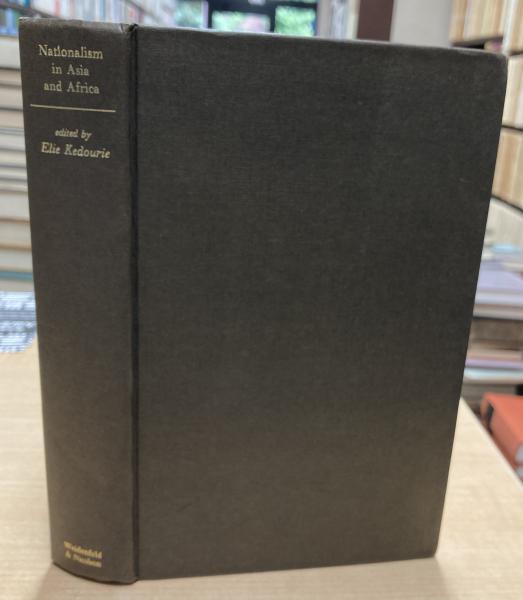 Nationalism
in Asia
and Africa
edited by
Elie Kedourie
Weidenfeld
& Nicolson